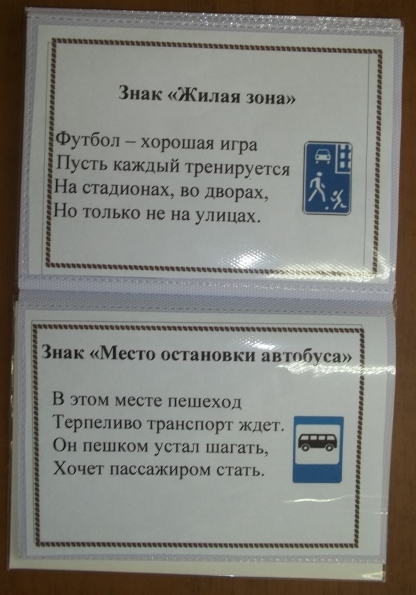 Знак «Жилая зона»
Футбол – хорошая игра
Пусть каждый тренируется
На стадионах, во дворах,
Но только не на улицах.
Знак «Место остановки автобуса»
В этом месте пешеход
Терпеливо транспорт ждет.
Он пешком устал шагать,
Хочет пассажиром стать.